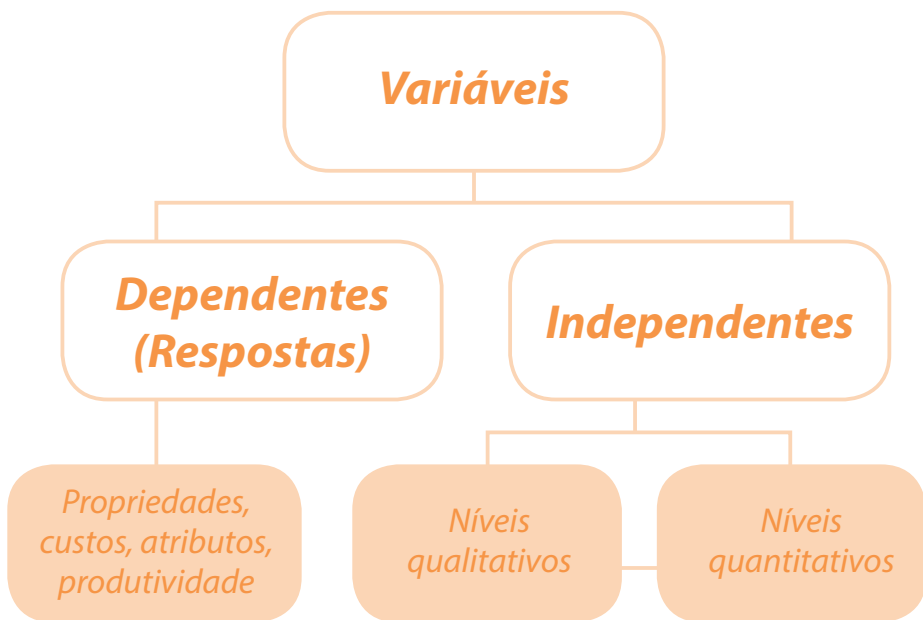 Variáveis
Dependentes
(Respostas)
Independentes
Propriedades,
custos, atributos,
produtividade
Níveis
qualitativos
Níveis
quantitativos